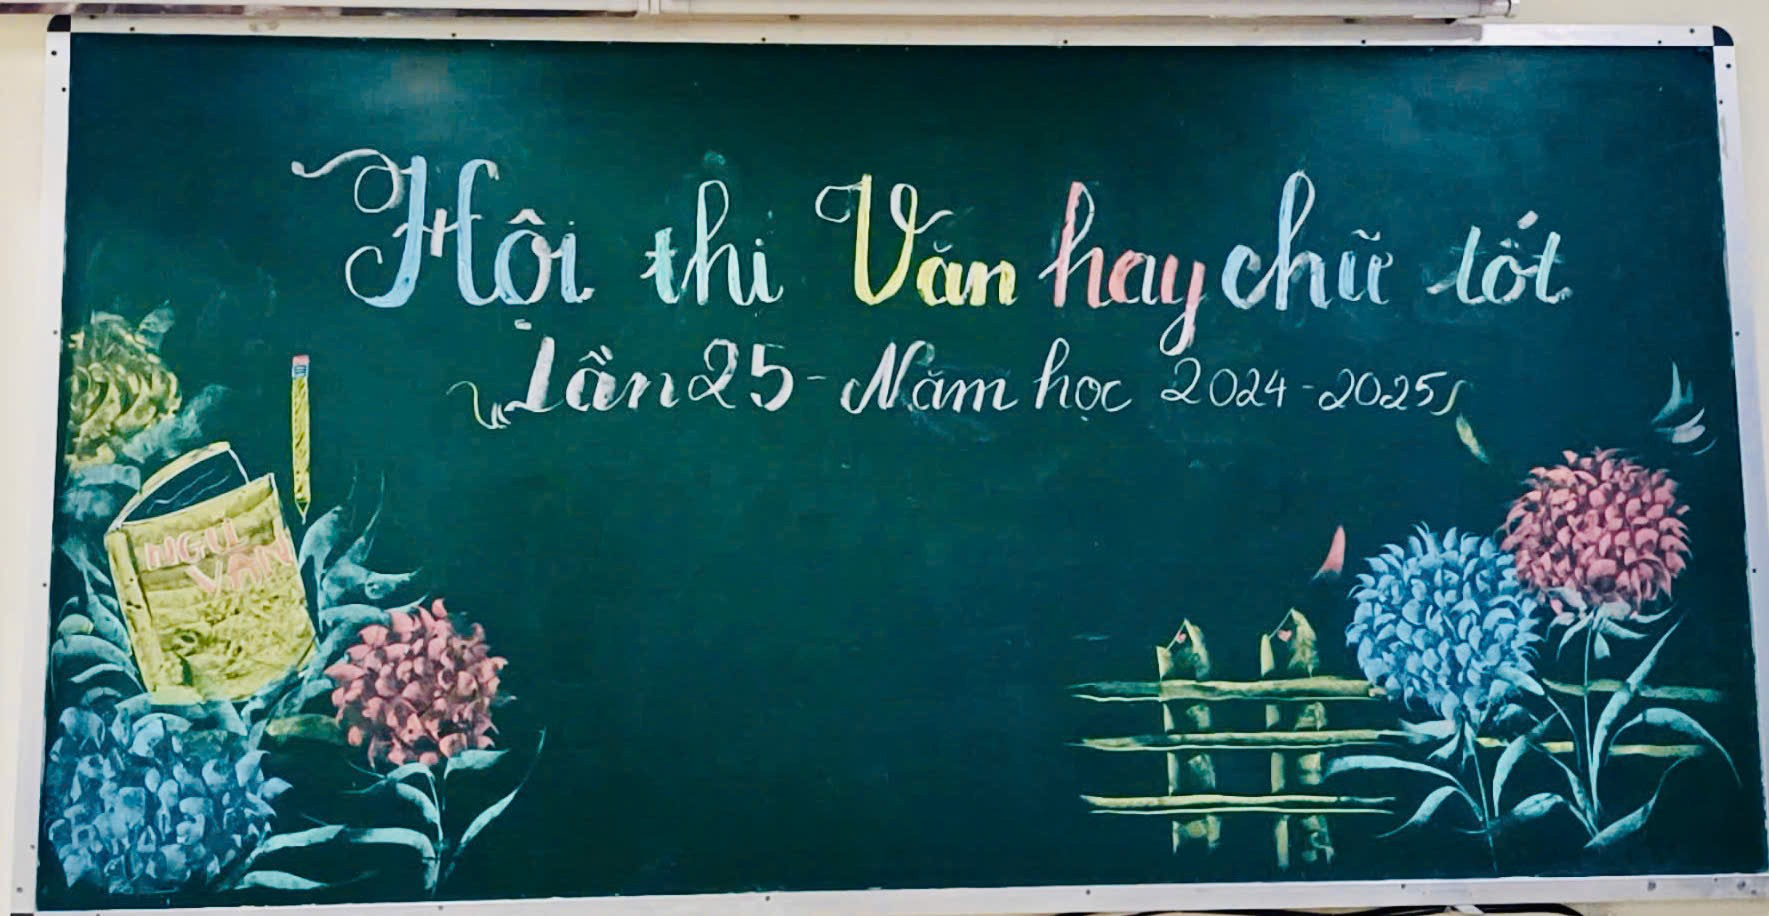 Hội thi Văn hay chữ tốt
Lần 25 - Năm học 2024 - 2025
NGỮ
VĂN